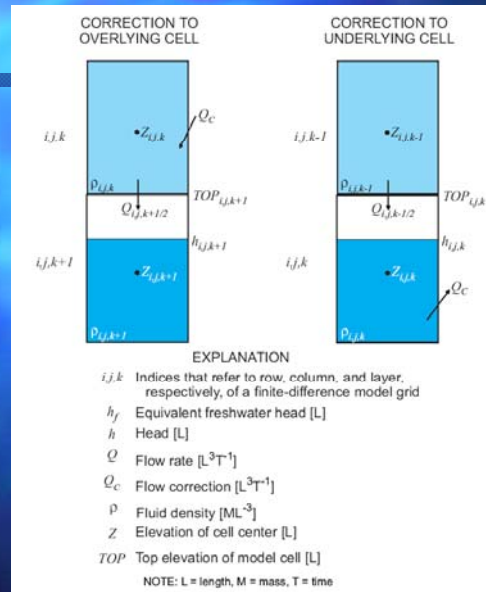 CORRECTION TO
OVERLYING CELL
CORRECTION TO
UNDERLYING CELL
i,j,k
Z i,j,k
Q c
ρ i,j,k
TOP i,j,k+1
Q i,j,k+1/2
h i,j,k+1
i,j,k+1
Z i,j,k+1
ρ i,j,k+1
i,j,k-1
Z i,j,k-1
ρ i,j,k-1
TOP i,j,k
Q i,j,k-1/2
h i,j,k
i,j,k
Z i,j,k
Q c
ρ i,j,k
EXPLANATION
i,j,k Indices that refer to row, column, and layer,
respectively, of a finite-difference model grid
h f Equivalent freshwater head [L]
h Head [L]
Q Flow rate [L³T⁻¹]
Q c Flow correction [L³T⁻¹]
ρ Fluid density [ML⁻³]
Z Elevation of cell center [L]
TOP Top elevation of model cell [L]
NOTE: L = length, M = mass, T = time